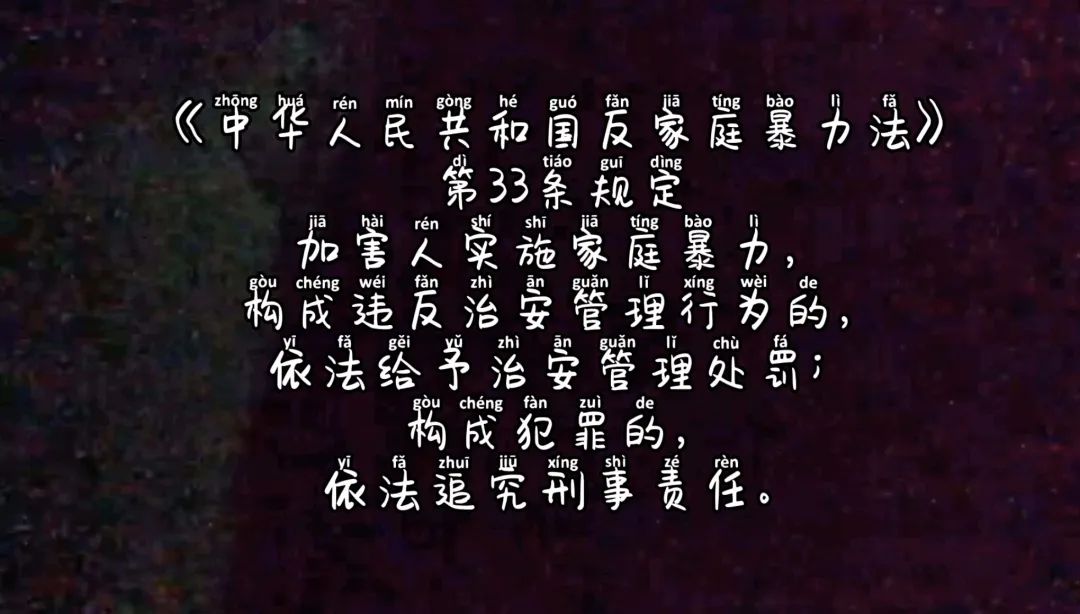 zhōng huá rén mín gòng hé guó fǎn jiā tíng bào lì fǎ
《中华人民共和国反家庭暴力法》
dì tiáo guī dìng
第33条规定
jiā hài rén shí shī jiā tíng bào lì
加害人实施家庭暴力，
gòu chéng wéi fǎn zhì ān guǎn lǐ xíng wèi de
构成违反治安管理行为的，
yī fǎ gěi yǔ zhì ān guǎn lǐ chù fá
依法给予治安管理处罚；
gòu chéng fàn zuì de
构成犯罪的，
yī fǎ zhuī jiū xíng shì zé rèn
依法追究刑事责任。